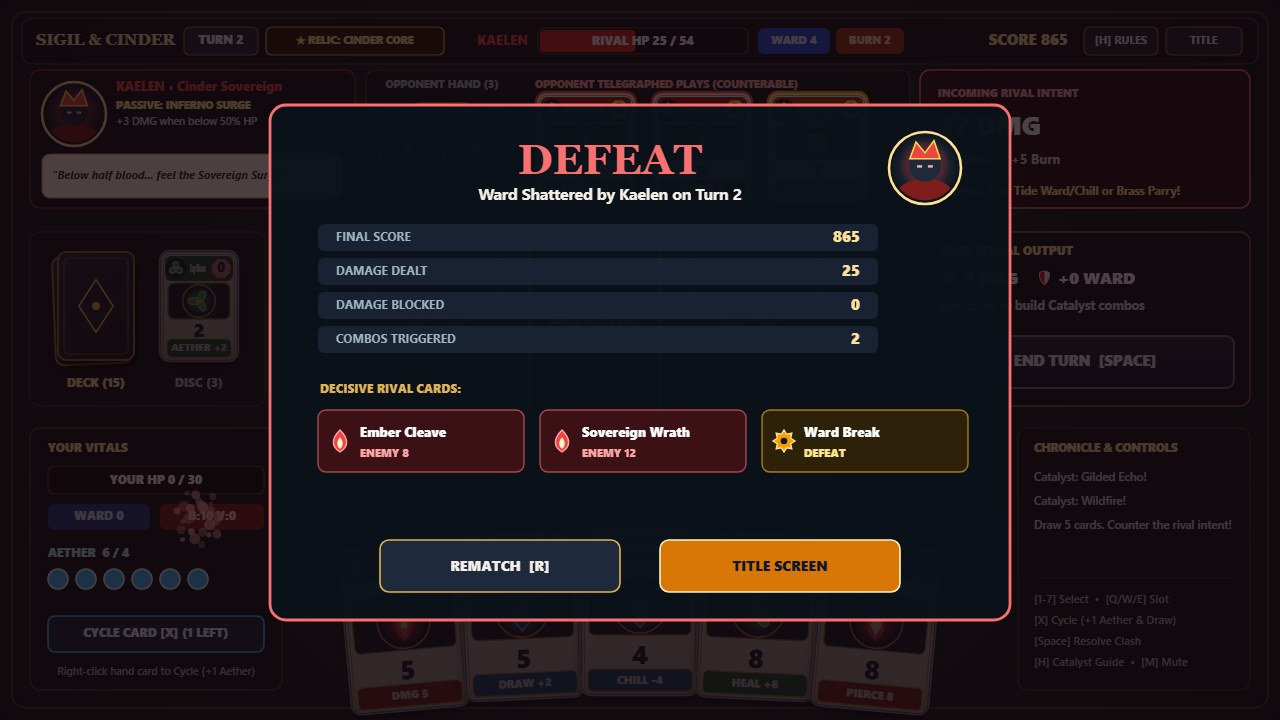 SIGIL & CINDER
TURN 2
★ RELIC: CINDER CORE
KAELEN
RIVAL HP 25 / 54
WARD 4
BURN 2
SCORE 865
[H] RULES
TITLE
KAELEN • Cinder Sovereign
PASSIVE: INFERNO SURGE
+3 DMG when below 50% HP
"Below half blood... feel the Sovereign Sur
OPPONENT HAND (3)
OPPONENT TELEGRAPHED PLAYS (COUNTERABLE)
INCOMING RIVAL INTENT
+5 Burn
Tide Ward/Chill or Brass Parry!
DEFEAT
Ward Shattered by Kaelen on Turn 2
FINAL SCORE 865
DAMAGE DEALT 25
DAMAGE BLOCKED 0
COMBOS TRIGGERED 2
DECISIVE RIVAL CARDS:
Ember Cleave
ENEMY 8
Sovereign Wrath
ENEMY 12
Ward Break
DEFEAT
REMATCH [R]
TITLE SCREEN
OUTPUT
+0 WARD
build Catalyst combos
END TURN [SPACE]
0
2
AETHER +2
DECK (15)
DISC (3)
YOUR VITALS
YOUR HP 0 / 30
WARD 0
AETHER 6 / 4
CYCLE CARD [X] (1 LEFT)
Right-click hand card to Cycle (+1 Aether)
5
DMG 5
5
DRAW +2
4
CHILL -4
8
HEAL +8
8
PIERCE 8
CHRONICLE & CONTROLS
Catalyst: Gilded Echo!
Catalyst: Wildfire!
Draw 5 cards. Counter the rival intent!
[1-7] Select • [Q/W/E] Slot
[X] Cycle (+1 Aether & Draw)
[Space] Resolve Clash
[H] Catalyst Guide • [M] Mute